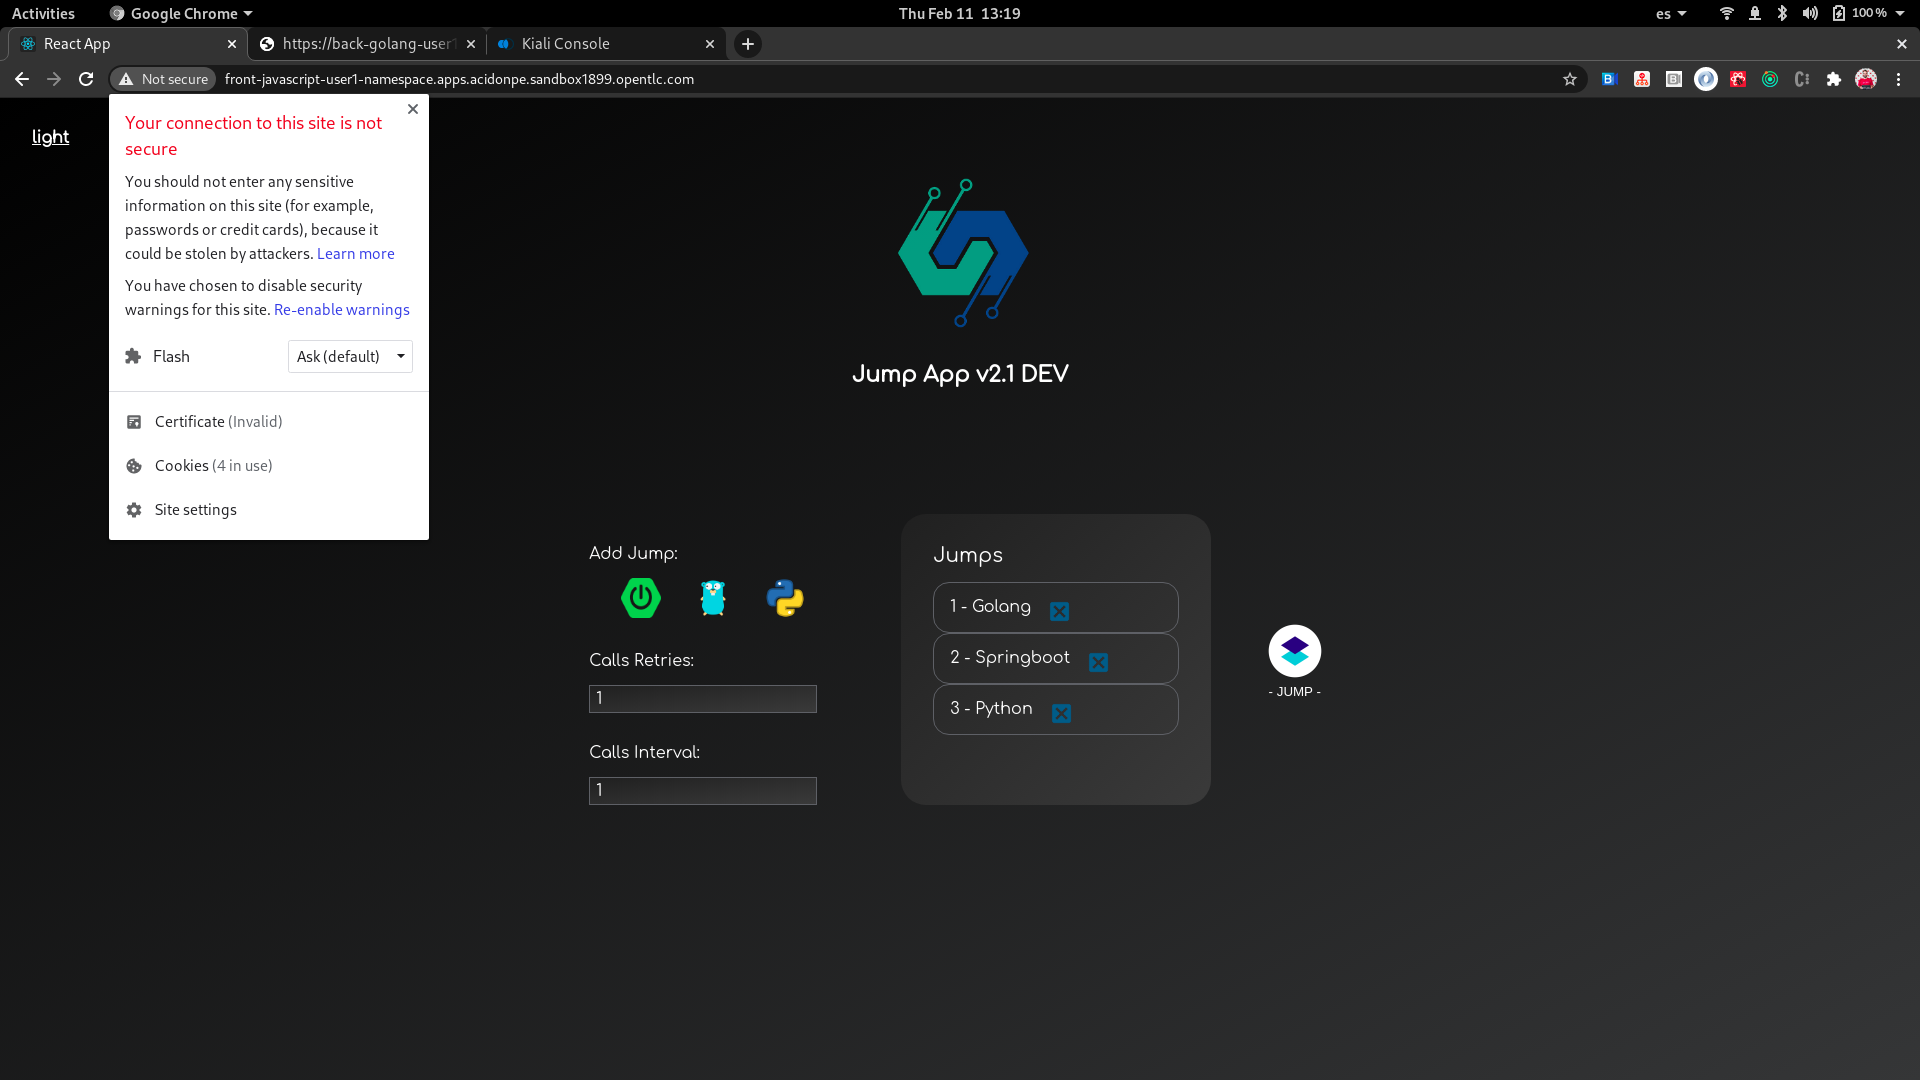 Activities
Google Chrome
Thu Feb 11 13:19
es
100 %
React App
https://back-golang-user1
Kiali Console
Not secure
front-javascript-user1-namespace.apps.acidonpe.sandbox1899.opentlc.com
light
Your connection to this site is not
secure
You should not enter any sensitive
information on this site (for example,
passwords or credit cards), because it
could be stolen by attackers. Learn more
You have chosen to disable security
warnings for this site. Re-enable warnings
Flash
Ask (default)
Certificate (Invalid)
Cookies (4 in use)
Site settings
Jump App v2.1 DEV
Add Jump:
Calls Retries:
1
Calls Interval:
1
Jumps
1 - Golang
2 - Springboot
3 - Python
- JUMP -